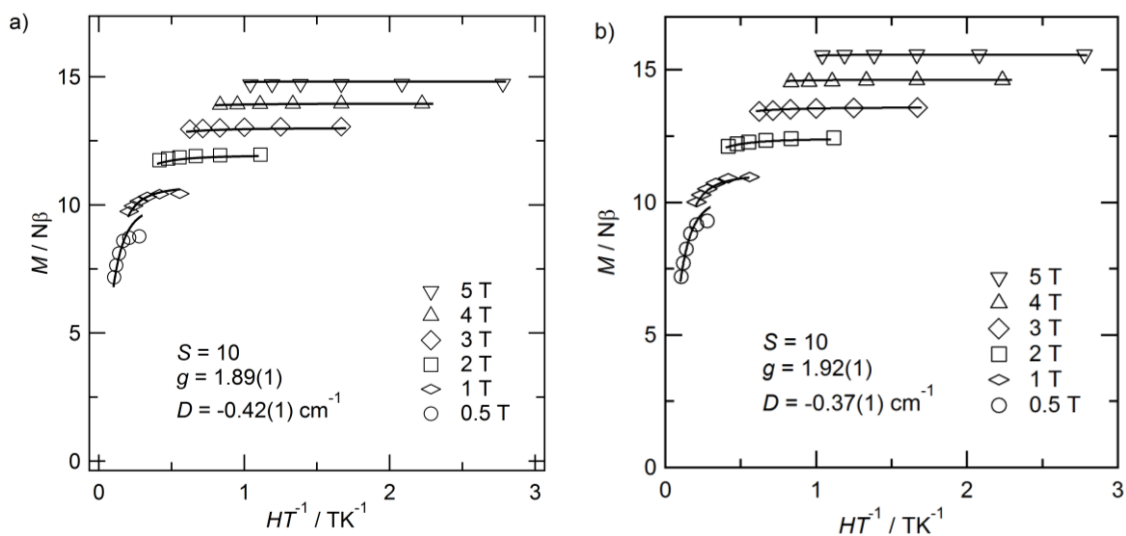 a)
15
10
5
0
M / Nβ
5 T
4 T
3 T
2 T
1 T
0.5 T
S = 10
g = 1.89(1)
D = -0.42(1) cm⁻¹
0 1 2 3
HT⁻¹ / TK⁻¹
b)
15
10
5
0
M / Nβ
5 T
4 T
3 T
2 T
1 T
0.5 T
S = 10
g = 1.92(1)
D = -0.37(1) cm⁻¹
0 1 2 3
HT⁻¹ / TK⁻¹